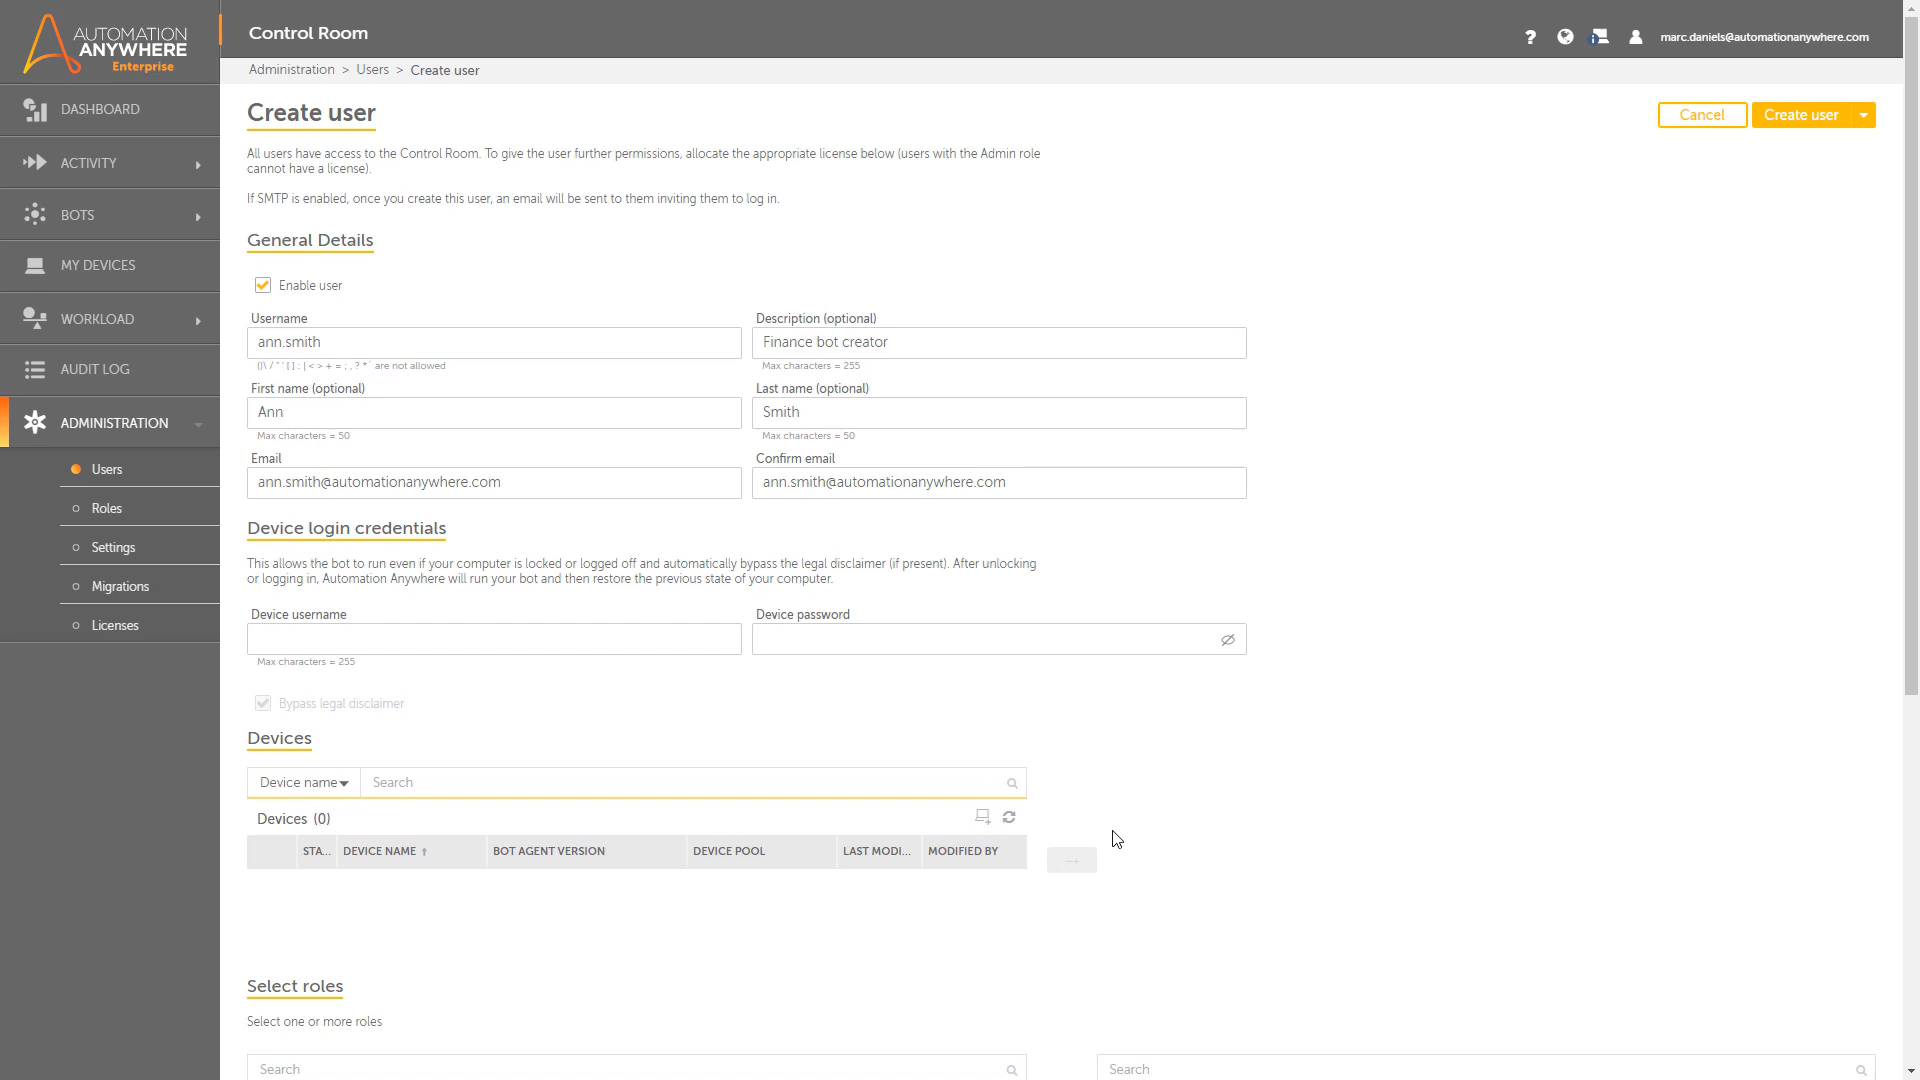 AUTOMATION
ANYWHERE
Enterprise
Control Room
marc.daniels@automationanywhere.com
Administration > Users > Create user
DASHBOARD
ACTIVITY
BOTS
MY DEVICES
WORKLOAD
AUDIT LOG
ADMINISTRATION
Users
Roles
Settings
Migrations
Licenses
Create user
Cancel
Create user
All users have access to the Control Room. To give the user further permissions, allocate the appropriate license below (users with the Admin role
cannot have a license).
If SMTP is enabled, once you create this user, an email will be sent to them inviting them to log in.
General Details
Enable user
Username
Description (optional)
ann.smith
Finance bot creator
are not allowed
Max characters = 255
First name (optional)
Last name (optional)
Ann
Smith
Max characters = 50
Max characters = 50
Email
Confirm email
ann.smith@automationanywhere.com
ann.smith@automationanywhere.com
Device login credentials
This allows the bot to run even if your computer is locked or logged off and automatically bypass the legal disclaimer (if present). After unlocking
or logging in, Automation Anywhere will run your bot and then restore the previous state of your computer.
Device username
Device password
Max characters = 255
Bypass legal disclaimer
Devices
Device name
Search
Devices (0)
STA... DEVICE NAME BOT AGENT VERSION DEVICE POOL LAST MODI... MODIFIED BY
Select roles
Select one or more roles
Search
Search